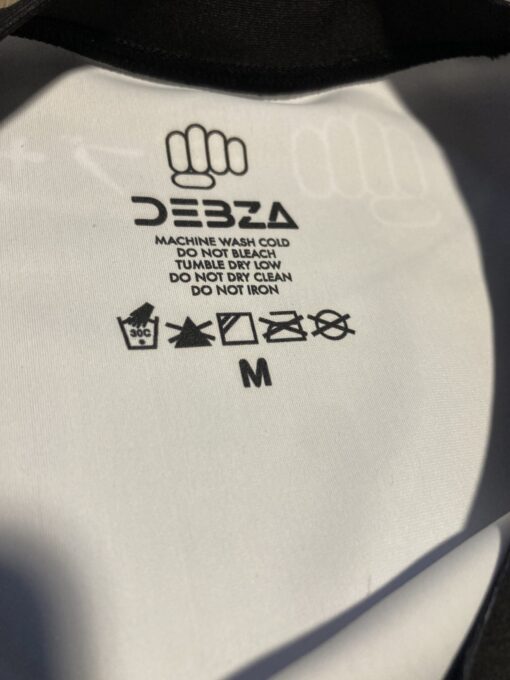 DEBZA
MACHINE WASH COLD
DO NOT BLEACH
TUMBLE DRY LOW
DO NOT DRY CLEAN
DO NOT IRON
30C
M